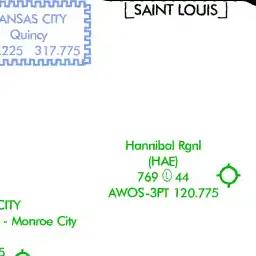 ANSAS CITY
Quincy
.225 317.775
SAINT LOUIS
Hannibal Rgnl
(HAE)
769 Ⓛ 44
AWOS-3PT 120.775
CITY
- Monroe City
5